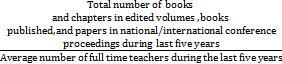 Total number of books
and chapters in edited volumes ,books
published,and papers in national/international conference
proceedings during last five years
Average number of full time teachers during the last five years